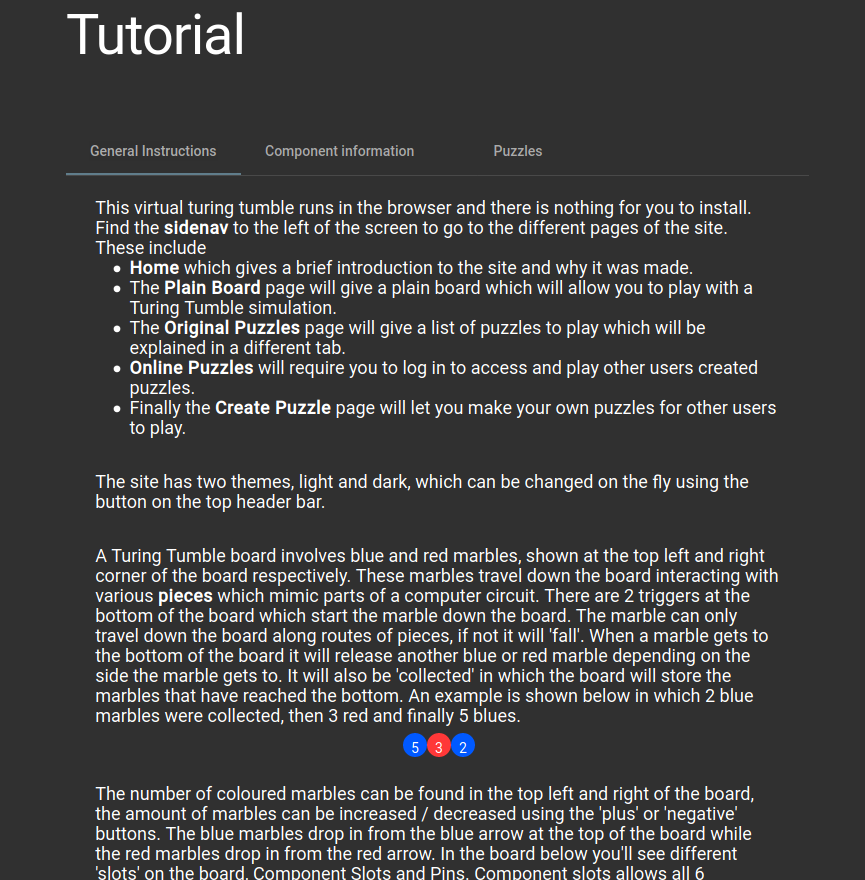 Tutorial
General Instructions Component information Puzzles
This virtual turing tumble runs in the browser and there is nothing for you to install.
Find the sidenav to the left of the screen to go to the different pages of the site.
These include
• Home which gives a brief introduction to the site and why it was made.
• The Plain Board page will give a plain board which will allow you to play with a
Turing Tumble simulation.
• The Original Puzzles page will give a list of puzzles to play which will be
explained in a different tab.
• Online Puzzles will require you to log in to access and play other users created
puzzles.
• Finally the Create Puzzle page will let you make your own puzzles for other users
to play.
The site has two themes, light and dark, which can be changed on the fly using the
button on the top header bar.
A Turing Tumble board involves blue and red marbles, shown at the top left and right
corner of the board respectively. These marbles travel down the board interacting with
various pieces which mimic parts of a computer circuit. There are 2 triggers at the
bottom of the board which start the marble down the board. The marble can only
travel down the board along routes of pieces, if not it will 'fall'. When a marble gets to
the bottom of the board it will release another blue or red marble depending on the
side the marble gets to. It will also be 'collected' in which the board will store the
marbles that have reached the bottom. An example is shown below in which 2 blue
marbles were collected, then 3 red and finally 5 blues.
5 3 2
The number of coloured marbles can be found in the top left and right of the board,
the amount of marbles can be increased / decreased using the 'plus' or 'negative'
buttons. The blue marbles drop in from the blue arrow at the top of the board while
the red marbles drop in from the red arrow. In the board below you'll see different
'slots' on the board. Component Slots and Pins. Component slots allows all 6